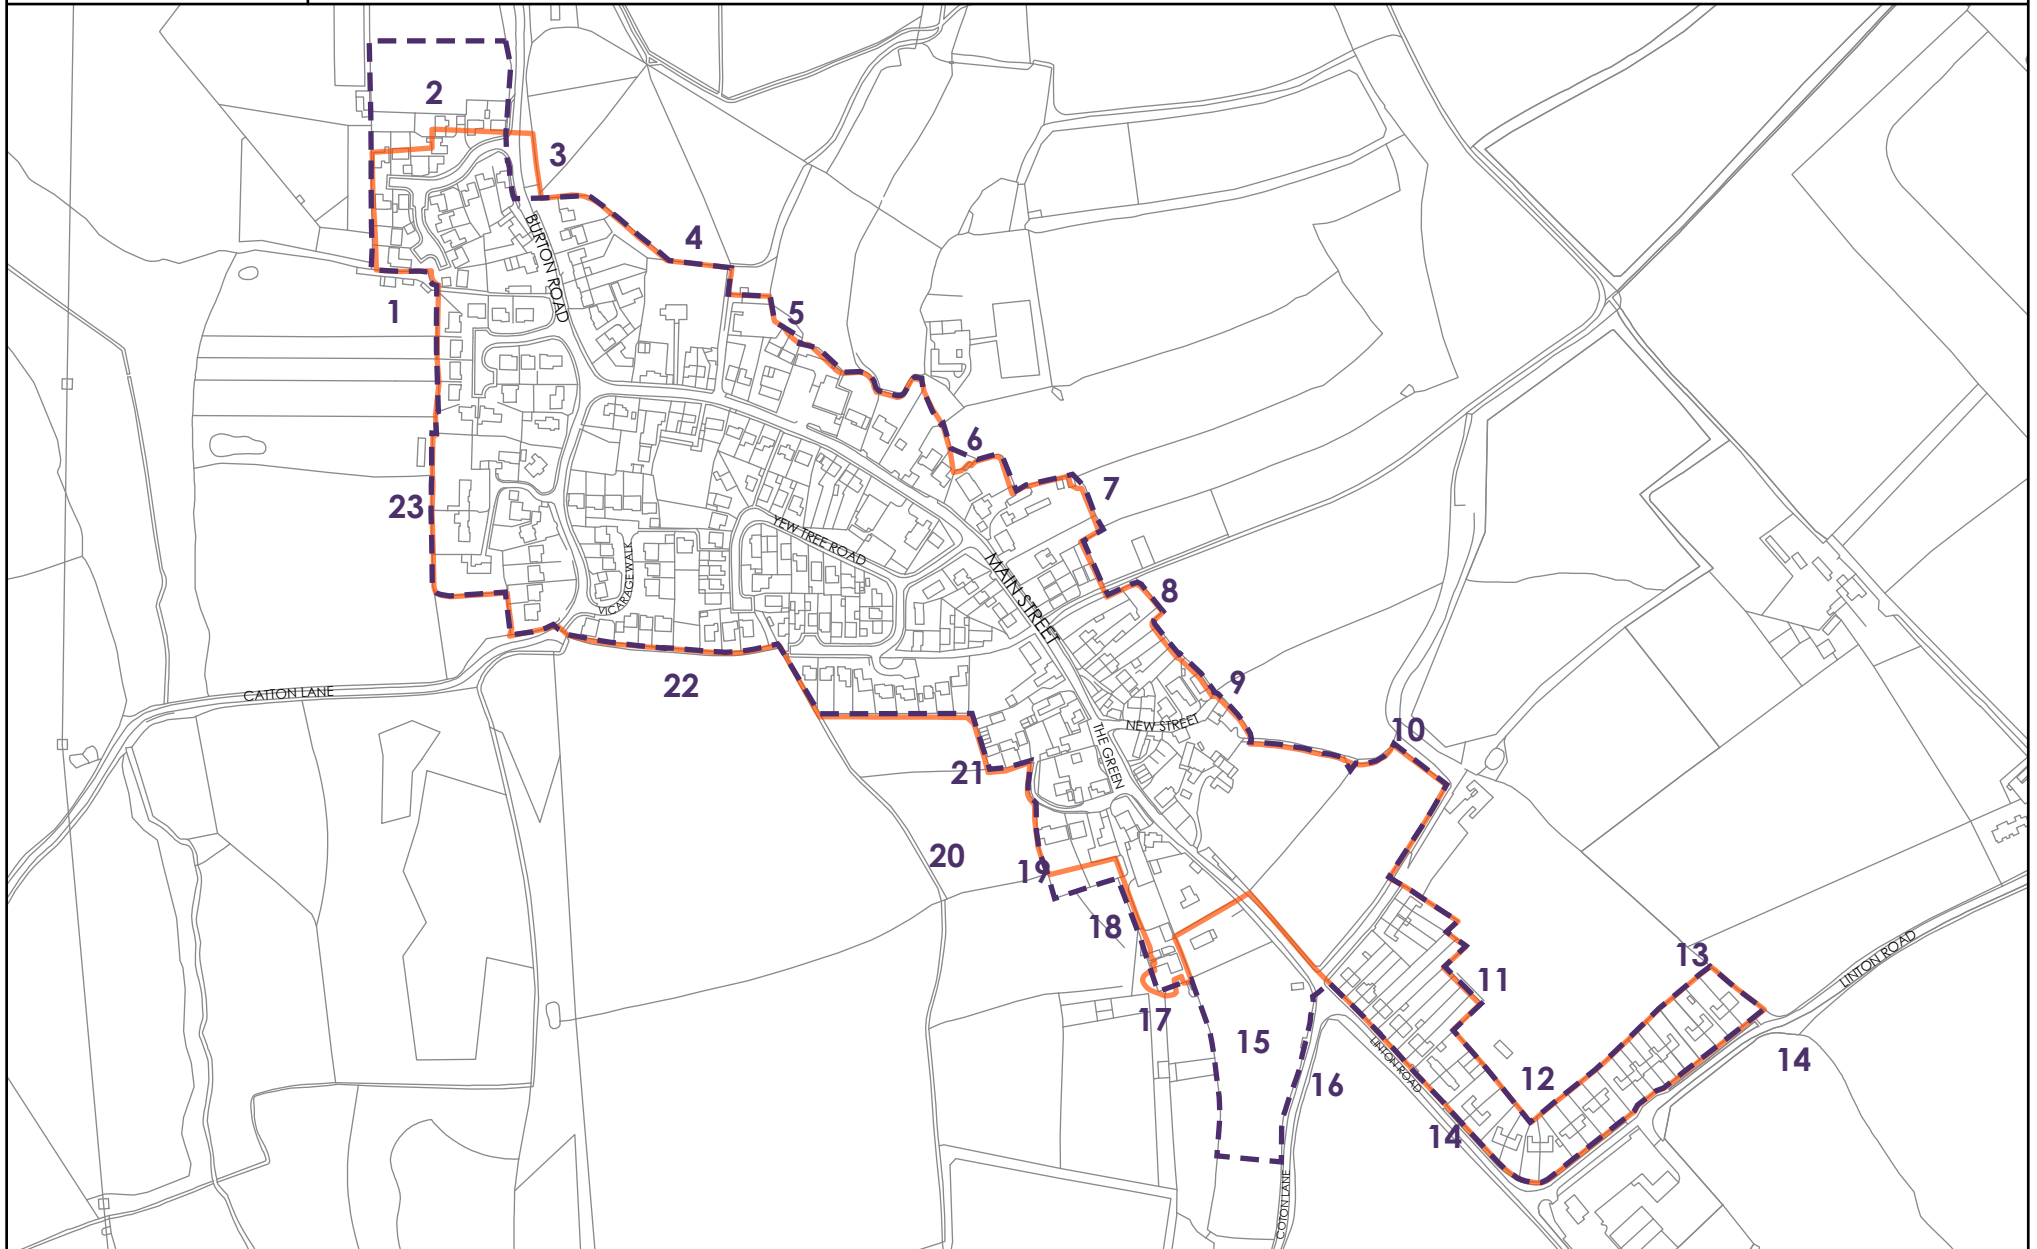 2
3
BURTON ROAD
4
1
5
6
7
23
YEW TREE ROAD
MAIN STREET
VICARAGE WALK
8
9
22
CATTON LANE
NEW STREET
THE GREEN
10
21
20
19
18
13
LINTON ROAD
11
17
15
16
LINTON ROAD
12
14
14
COTON LANE